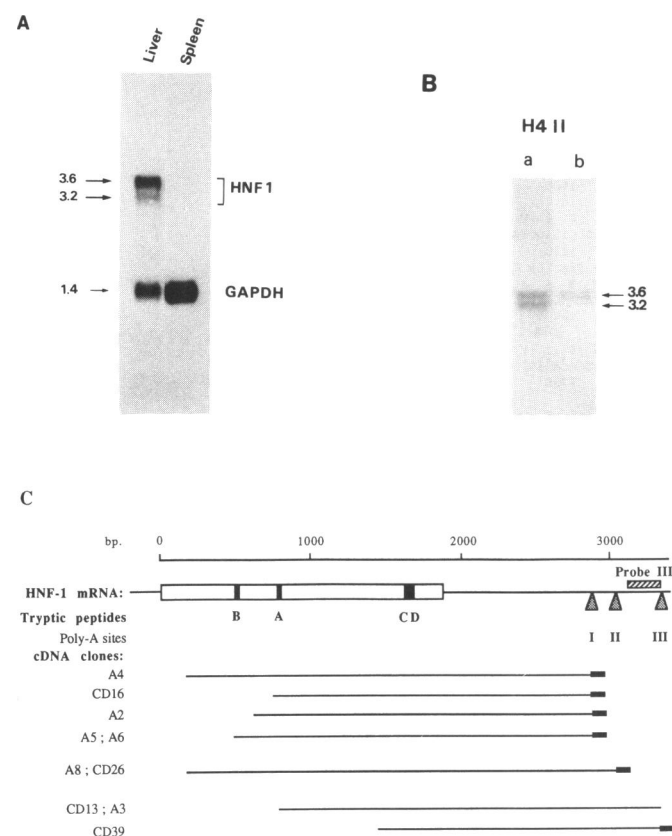 A
Liver Spleen
3.6
3.2
HNF1
1.4
GAPDH
B
H4 II
a b
3.6
3.2
C
bp. 0 1000 2000 3000
Probe III
HNF-1 mRNA:
Tryptic peptides B A CD
Poly-A sites I II III
cDNA clones:
A4
CD16
A2
A5 ; A6
A8 ; CD26
CD13 ; A3
CD39